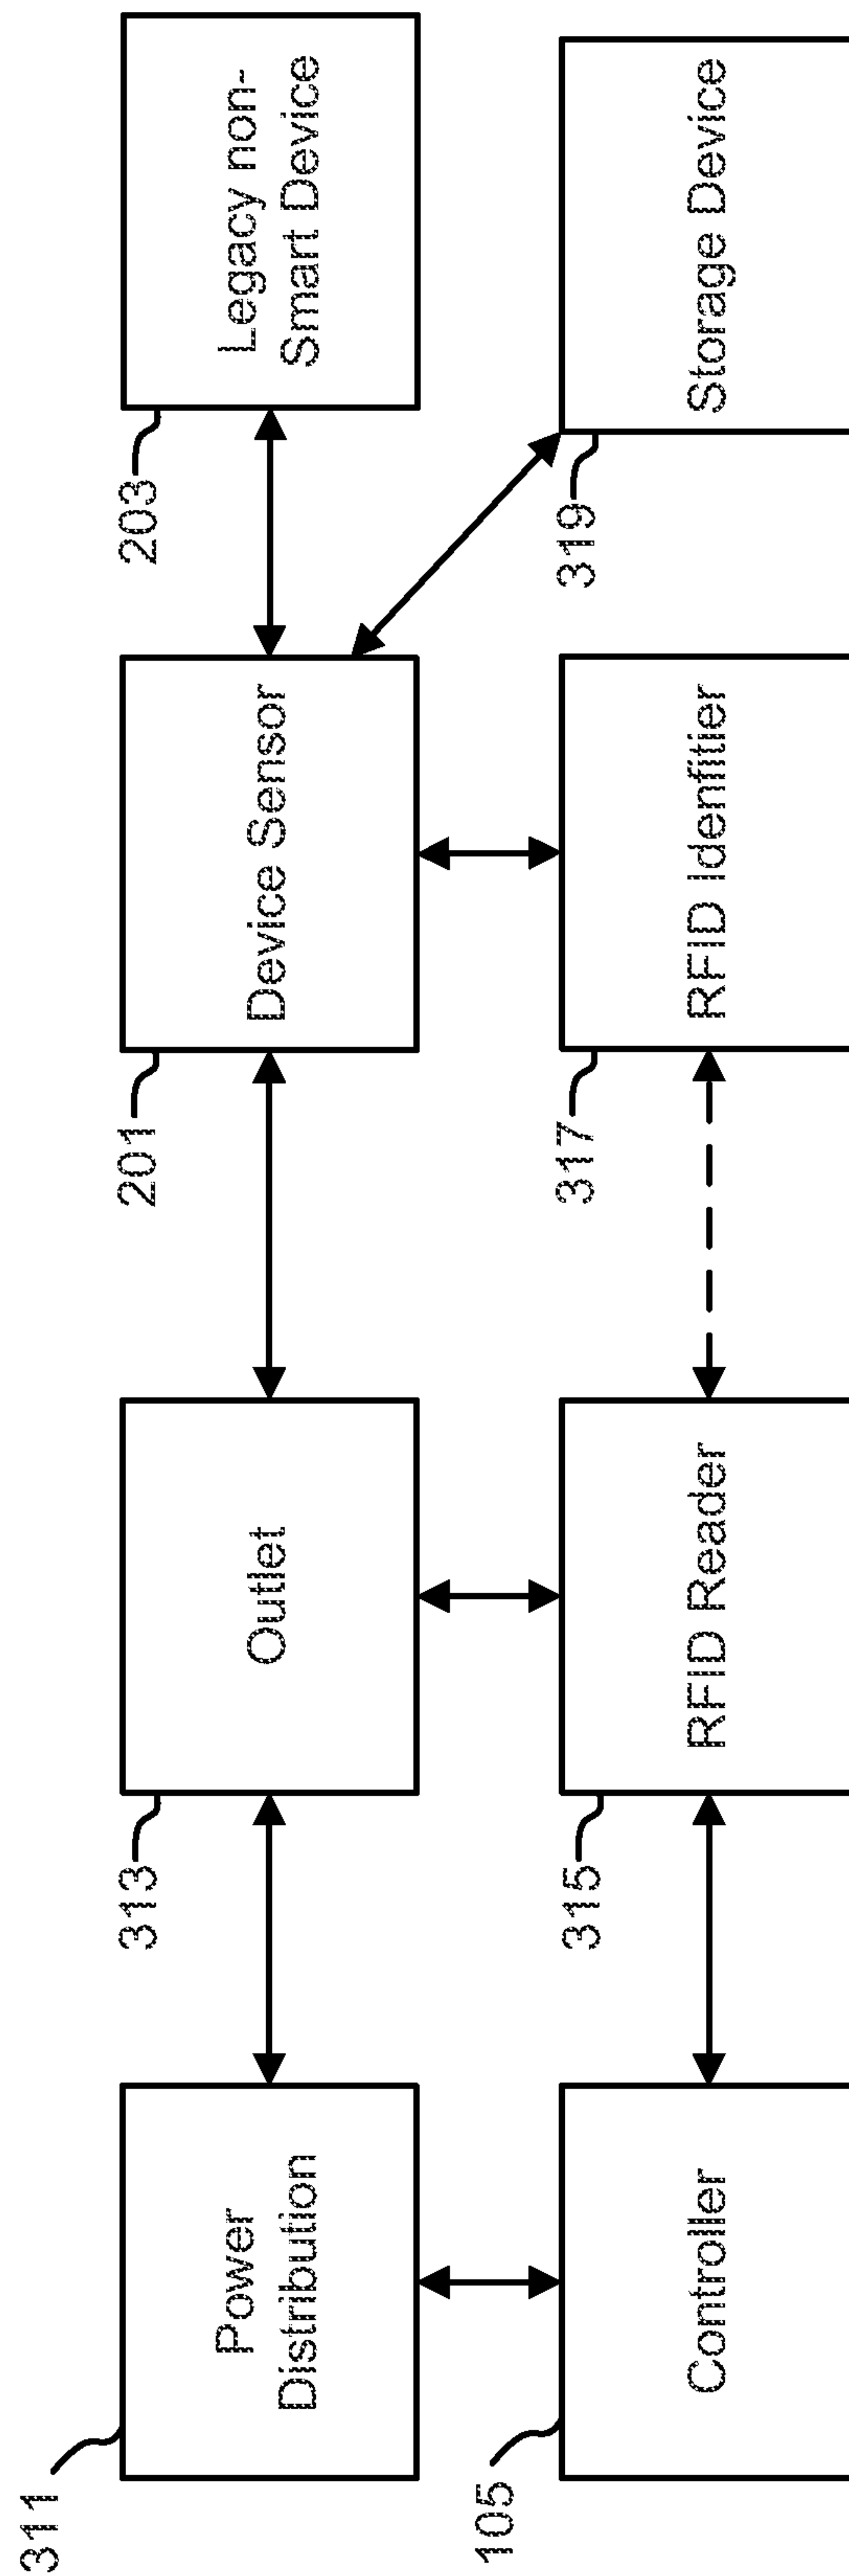 311
Power
Distribution
313
Outlet
201
Device Sensor
203
Legacy non-
Smart Device
105
Controller
315
RFID Reader
317
RFID Idenfitier
319
Storage Device